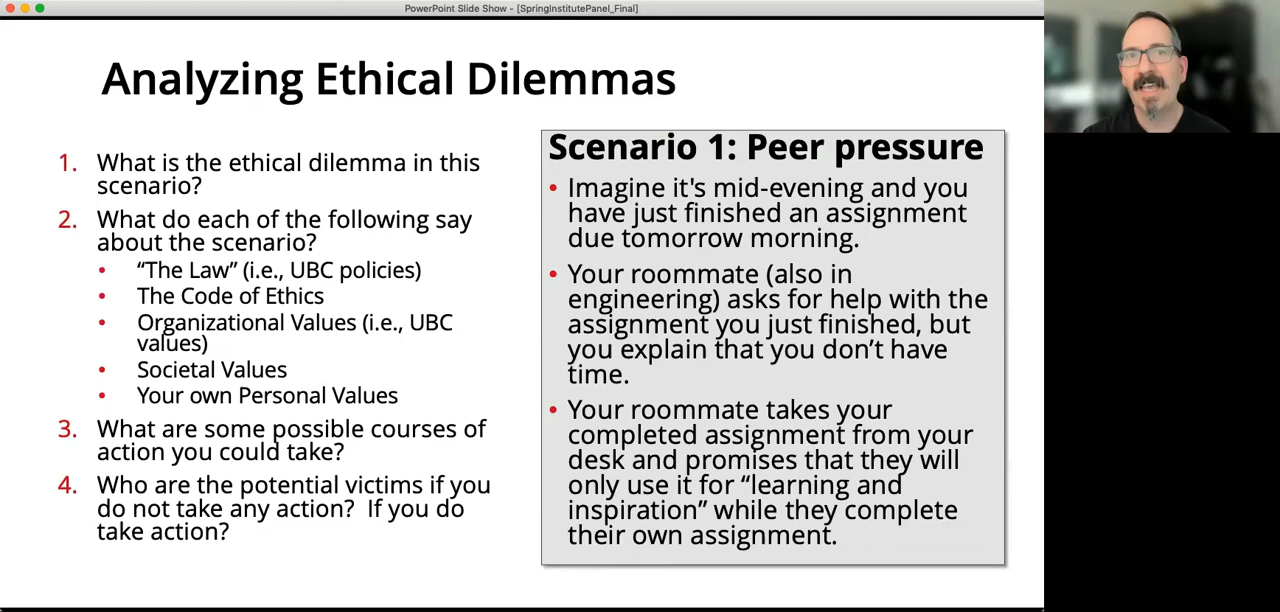 PowerPoint Slide Show - [SpringInstitutePanel_Final]
Analyzing Ethical Dilemmas
1. What is the ethical dilemma in this
scenario?
2. What do each of the following say
about the scenario?
• “The Law” (i.e., UBC policies)
• The Code of Ethics
• Organizational Values (i.e., UBC
values)
• Societal Values
• Your own Personal Values
3. What are some possible courses of
action you could take?
4. Who are the potential victims if you
do not take any action? If you do
take action?
Scenario 1: Peer pressure
• Imagine it's mid-evening and you
have just finished an assignment
due tomorrow morning.
• Your roommate (also in
engineering) asks for help with the
assignment you just finished, but
you explain that you don’t have
time.
• Your roommate takes your
completed assignment from your
desk and promises that they will
only use it for “learning and
inspiration” while they complete
their own assignment.